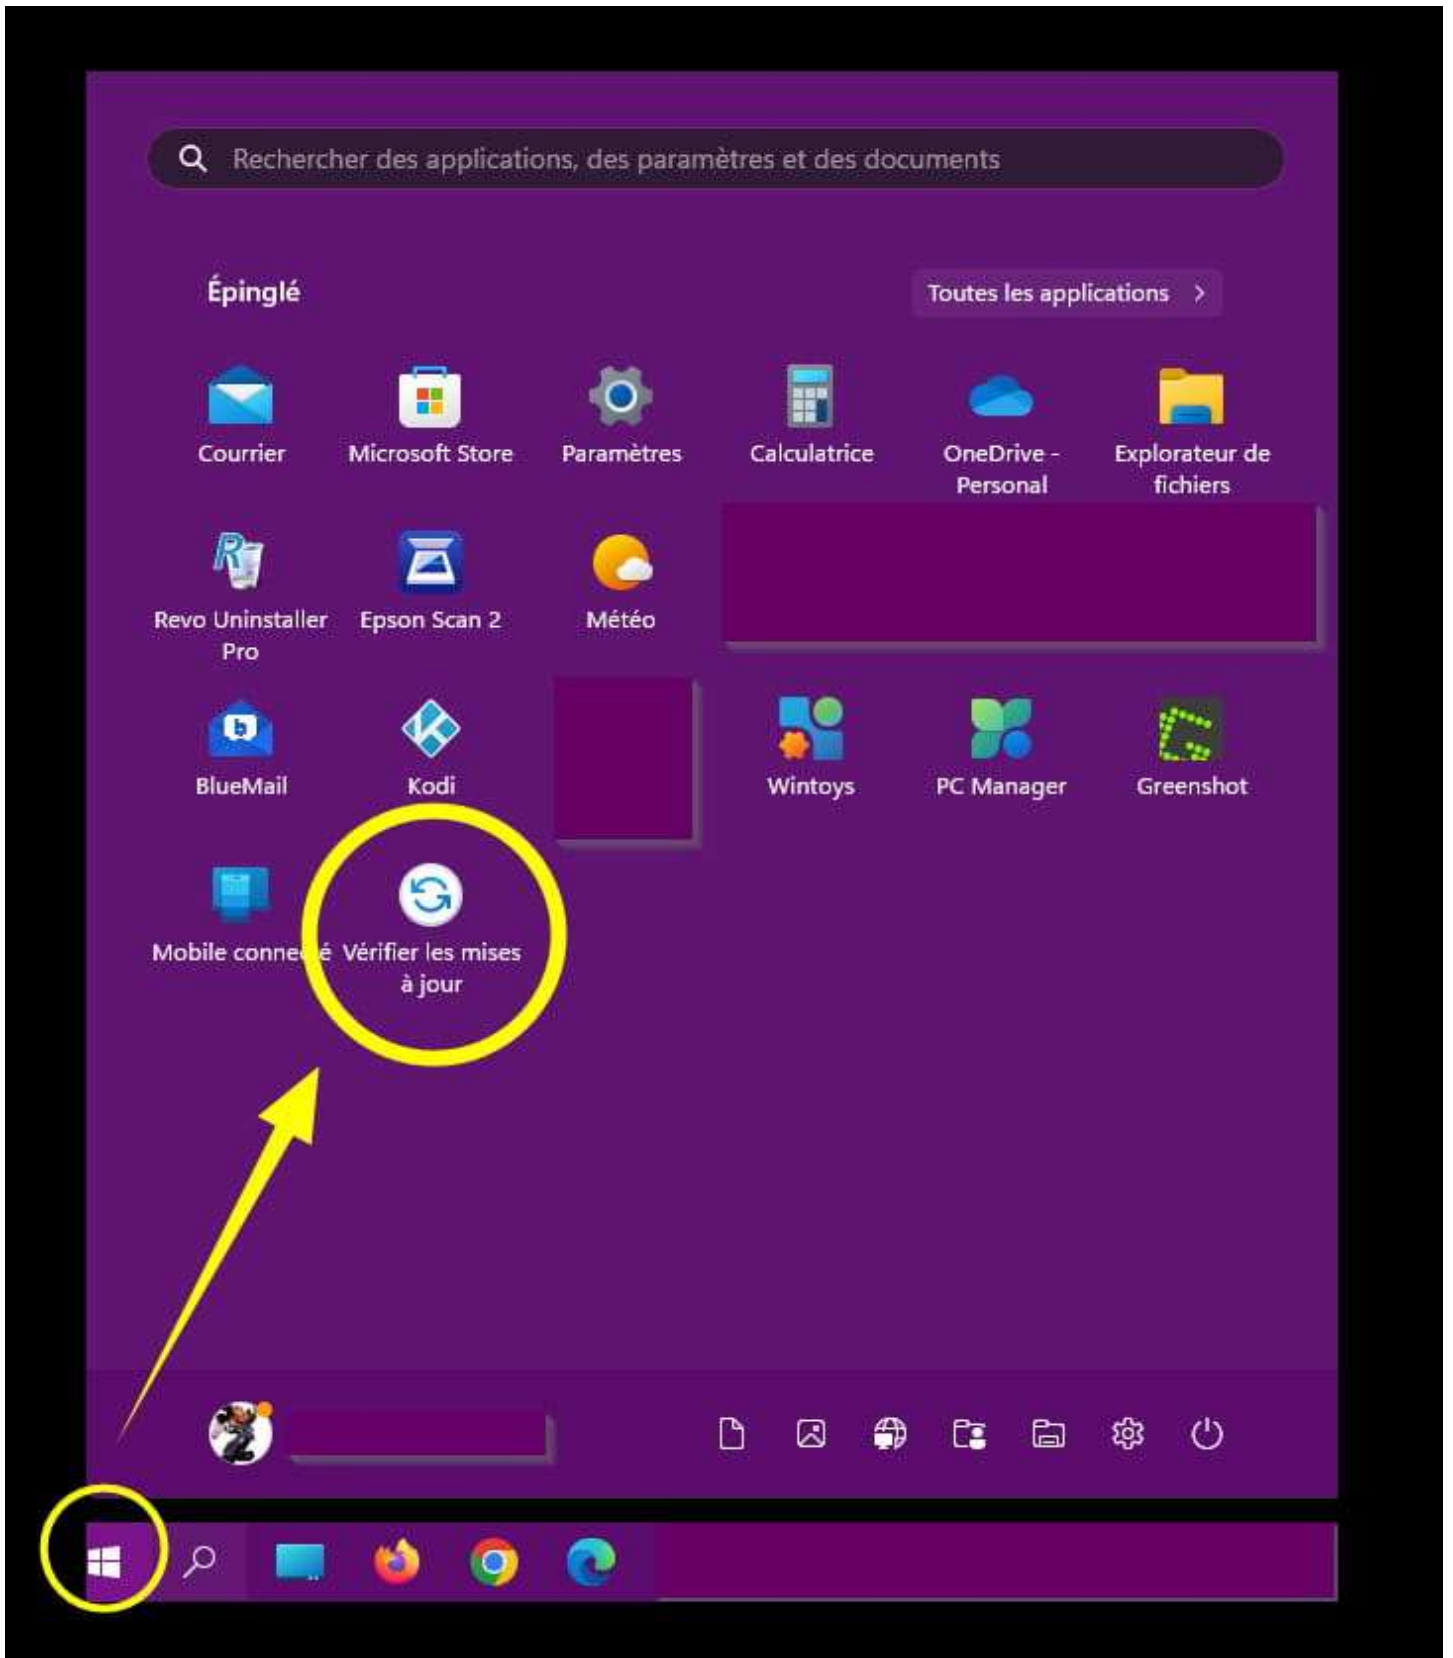 Rechercher des applications, des paramètres et des documents
Épinglé
Toutes les applications
Courrier
Microsoft Store
Paramètres
Calculatrice
OneDrive -
Personal
Explorateur de
fichiers
Revo Uninstaller
Pro
Epson Scan 2
Météo
BlueMail
Kodi
Wintoys
PC Manager
Greenshot
Mobile connecté
Vérifier les mises
à jour